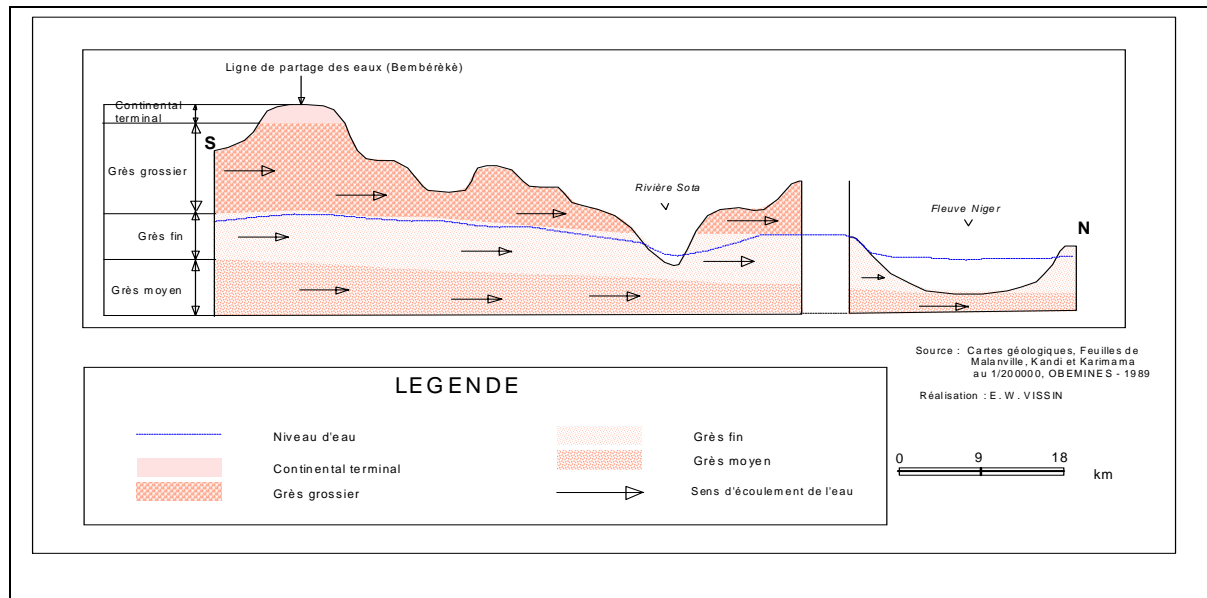 Ligne de partage des eaux (Bembérèkè)
Continental
terminal
S
Grès grossier
Rivière Sota
Fleuve Niger
N
Grès fin
Grès moyen
Source : Cartes géologiques, Feuilles de
Malanville, Kandi et Karimama
au 1/200000, OBEMINES - 1989
Réalisation : E. W. VISSIN
LEGENDE
Niveau d'eau
Continental terminal
Grès grossier
Grès fin
Grès moyen
Sens d'écoulement de l'eau
0 9 18
km